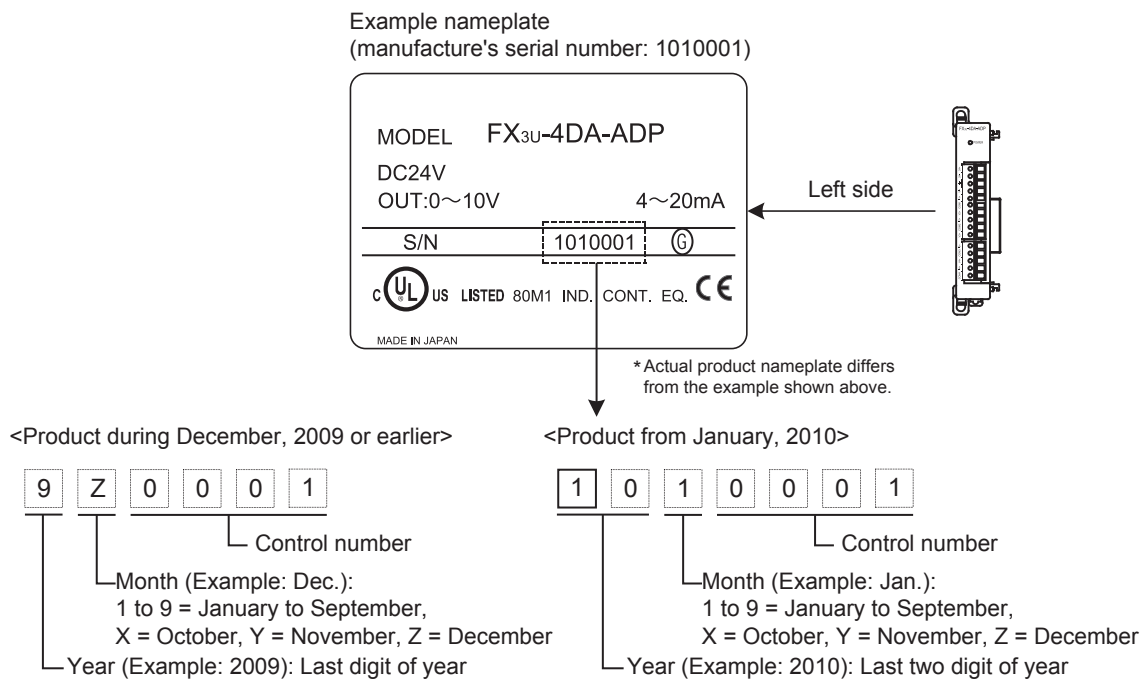 Example nameplate
(manufacture's serial number: 1010001)
MODEL FX3U-4DA-ADP
DC24V
OUT:0～10V 4～20mA
S/N 1010001 G
C UL ® US LISTED 80M1 IND. CONT. EQ. CE
MADE IN JAPAN
Left side
FX3U-4DA-ADP
*Actual product nameplate differs
from the example shown above.
<Product during December, 2009 or earlier>
9 Z 0 0 0 1
Control number
Month (Example: Dec.):
1 to 9 = January to September,
X = October, Y = November, Z = December
Year (Example: 2009): Last digit of year
<Product from January, 2010>
1 0 1 0 0 0 1
Control number
Month (Example: Jan.):
1 to 9 = January to September,
X = October, Y = November, Z = December
Year (Example: 2010): Last two digit of year